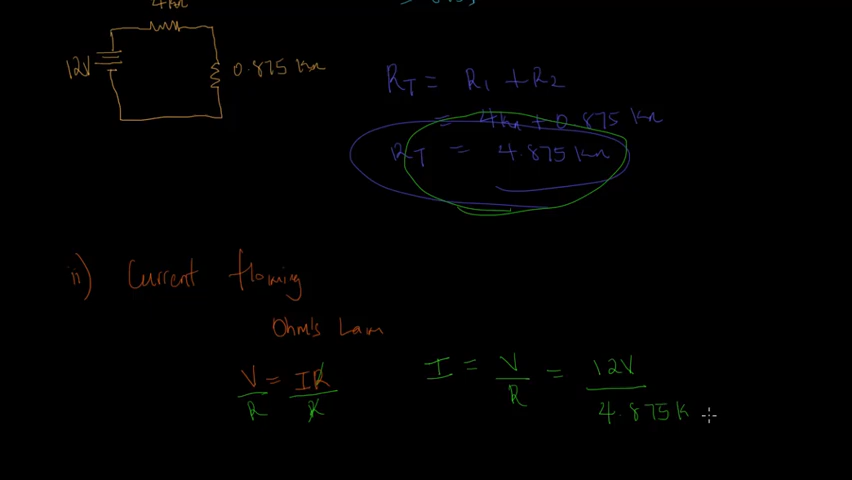 4KΩ
12V
0.875 KΩ
RT = R1 + R2
= 4KΩ + 0.875 KΩ
RT = 4.875 KΩ
ii) Current flowing
Ohm's Law
V = IR
R R
I = V = 12V
R 4.875 K